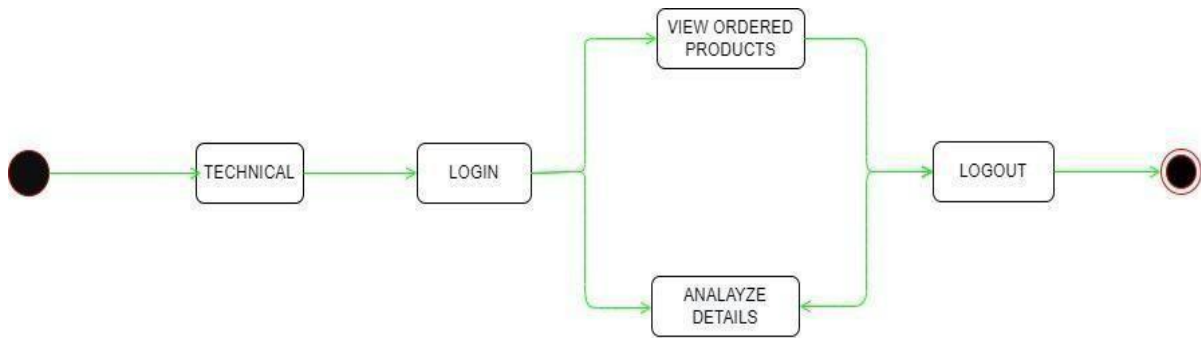 VIEW ORDERED
PRODUCTS
TECHNICAL
LOGIN
LOGOUT
ANALAYZE
DETAILS